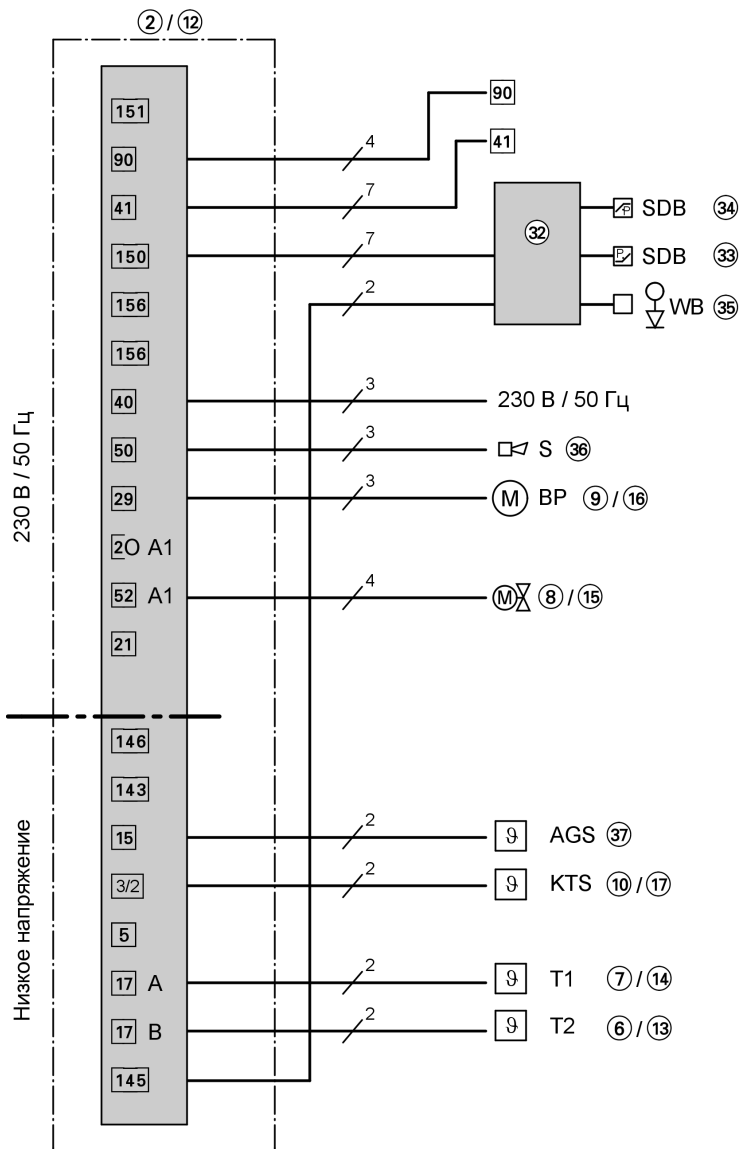 2 / 12
151
90
90 4
41
41 7
34 SDB
32
150 7
33 SDB
156 2
35 WB
156
40 3 230 В / 50 Гц
50 3 S 36
29 3 M BP 9 / 16
2O A1
52 A1 4 M 8 / 15
21
230 В / 50 Гц
146
143
15 2 ϑ AGS 37
3/2 2 ϑ KTS 10 / 17
5
17 A 2 ϑ T1 7 / 14
17 B 2 ϑ T2 6 / 13
145
Низкое напряжение